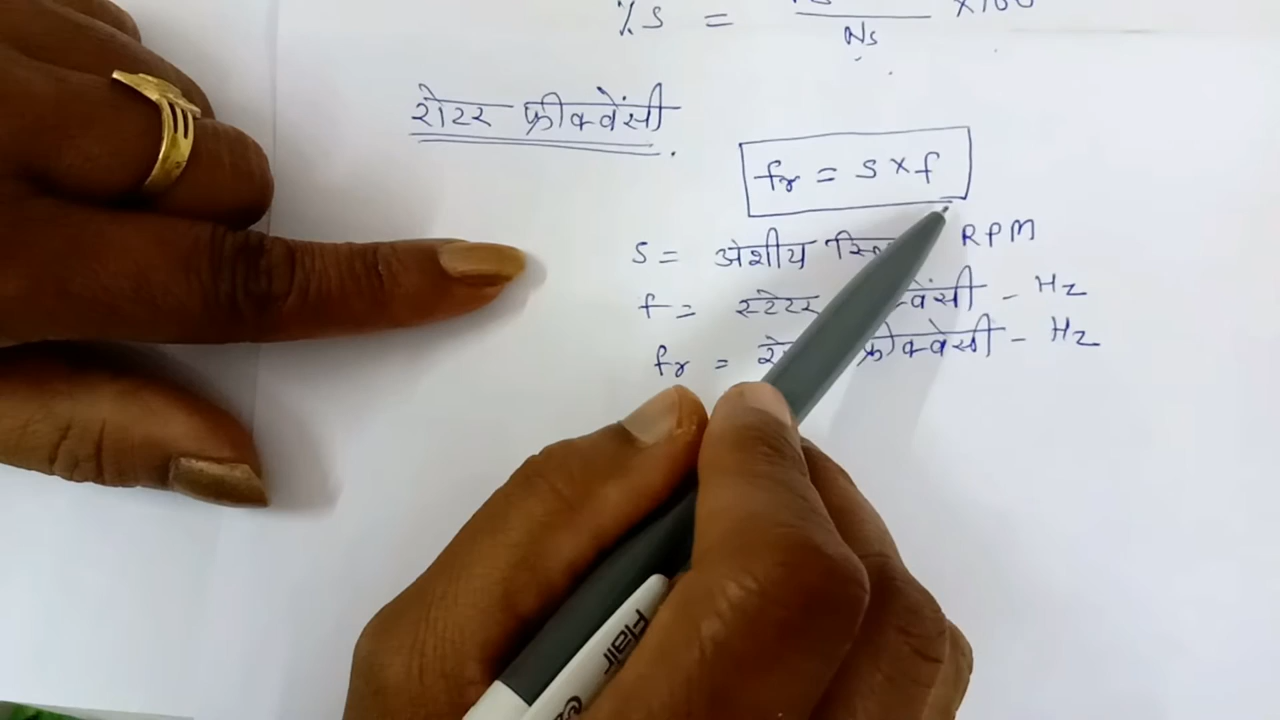 % s = Ns ×100
रोटर फ्रीक्वेंसी
fr = s × f
s = अंशीय RPM
f = स्टेटर - Hz
fr = फ्रीक्वेंसी - Hz
Flair